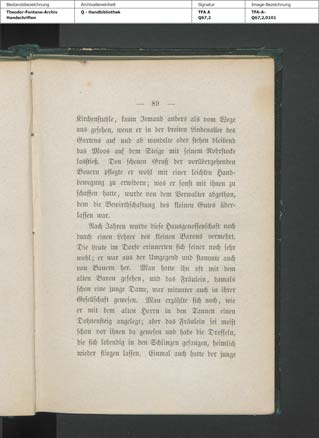 Bestandsbezeichnung Archivalieneinheit Signatur Image-Bezeichnung
Theodor-Fontane-Archiv Q - Handbibliothek TFA A TFA-A-
Handschriften Q67,2 Q67,2,0101
— 89 —
Kirchenstuhle, kaum Jemand anders als vom Wege
aus gesehen, wenn er in der breiten Lindenallee des
Gartens auf und ab wandelte oder stehen bleibend
das Moos auf dem Steige mit seinem Rohrstocke
losstieß. Den scheuen Gruß der vorübergehenden
Bauern pflegte er wohl mit einer leichten Hand-
bewegung zu erwidern; was er sonst mit ihnen zu
schaffen hatte, wurde von dem Verwalter abgethan,
dem die Bewirthschaftung des kleinen Gutes über-
lassen war.
Nach Jahren wurde diese Hausgenossenschaft noch
durch einen Lehrer des kleinen Barons vermehrt.
Die Leute im Dorfe erinnerten sich seiner noch sehr
wohl; er war aus der Umgegend und stammte auch
von Bauern her. Man hatte ihn oft mit dem
alten Baron gesehen, und das Fräulein, damals
schon eine junge Dame, war mitunter auch in ihrer
Gesellschaft gewesen. Man erzählte sich noch, wie
er mit dem alten Herrn in den Tannen einen
Dohnensteig angelegt; aber das Fräulein sei meist
schon vor ihnen da gewesen und habe die Drosseln,
die sich lebendig in den Schlingen gefangen, heimlich
wieder fliegen lassen. Einmal auch hatte der junge